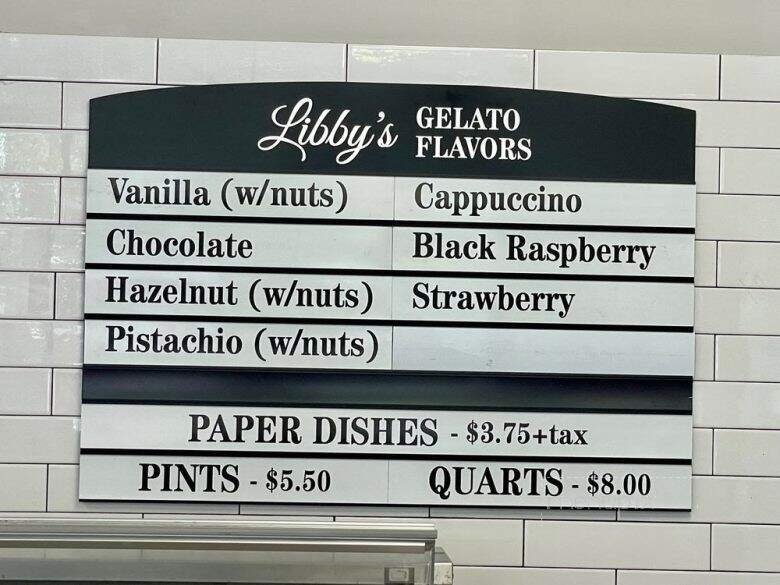 Libby's GELATO FLAVORS
Vanilla (w/nuts) Cappuccino
Chocolate Black Raspberry
Hazelnut (w/nuts) Strawberry
Pistachio (w/nuts)
PAPER DISHES - $3.75+tax
PINTS - $5.50 QUARTS - $8.00